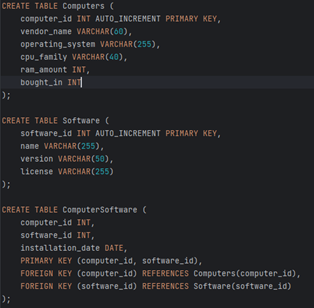 CREATE TABLE Computers (
    computer_id INT AUTO_INCREMENT PRIMARY KEY,
    vendor_name VARCHAR(60),
    operating_system VARCHAR(255),
    cpu_family VARCHAR(40),
    ram_amount INT,
    bought_in INT
);
CREATE TABLE Software (
    software_id INT AUTO_INCREMENT PRIMARY KEY,
    name VARCHAR(255),
    version VARCHAR(50),
    license VARCHAR(255)
);
CREATE TABLE ComputerSoftware (
    computer_id INT,
    software_id INT,
    installation_date DATE,
    PRIMARY KEY (computer_id, software_id),
    FOREIGN KEY (computer_id) REFERENCES Computers(computer_id),
    FOREIGN KEY (software_id) REFERENCES Software(software_id)
);